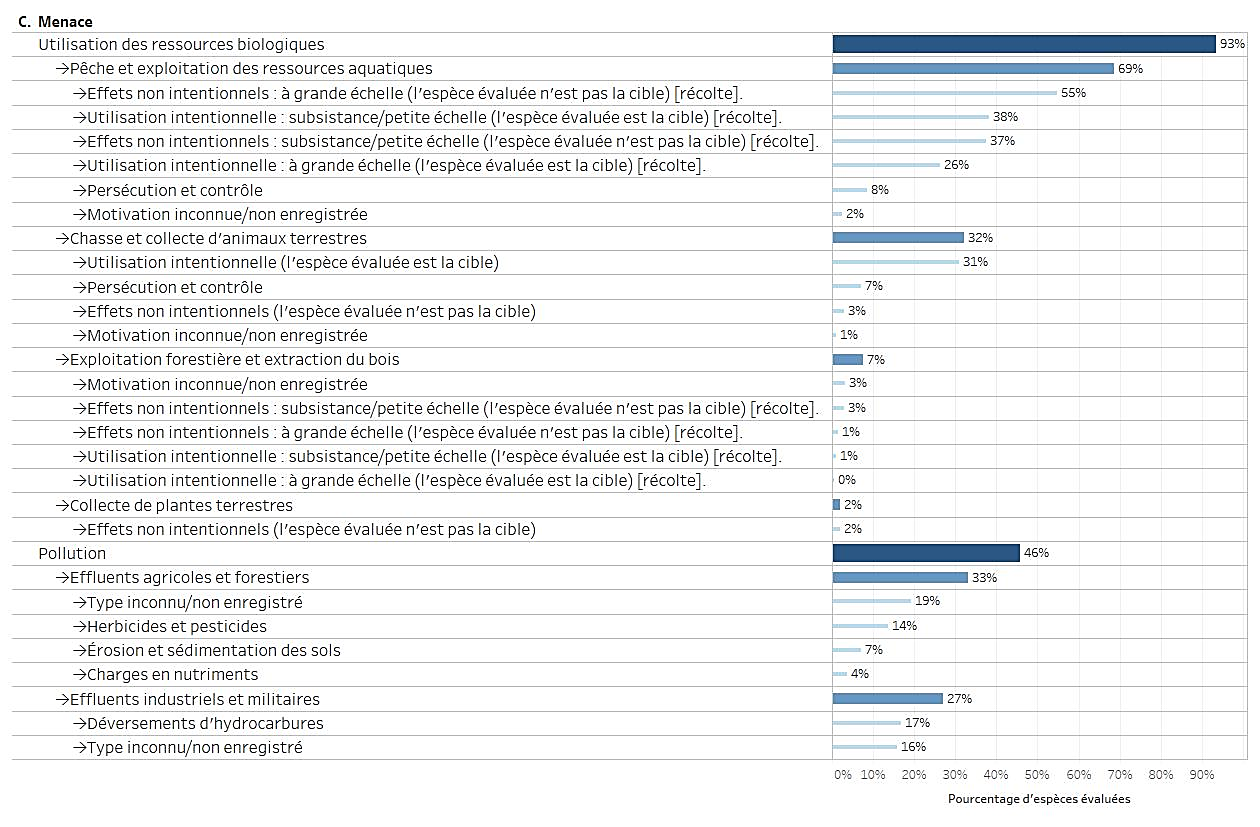 C. Menace
Utilisation des ressources biologiques 93%
→Pêche et exploitation des ressources aquatiques 69%
→Effets non intentionnels : à grande échelle (l’espèce évaluée n’est pas la cible) [récolte]. 55%
→Utilisation intentionnelle : subsistance/petite échelle (l’espèce évaluée est la cible) [récolte]. 38%
→Effets non intentionnels : subsistance/petite échelle (l’espèce évaluée n’est pas la cible) [récolte]. 37%
→Utilisation intentionnelle : à grande échelle (l’espèce évaluée est la cible) [récolte]. 26%
→Persécution et contrôle 8%
→Motivation inconnue/non enregistrée 2%
→Chasse et collecte d’animaux terrestres 32%
→Utilisation intentionnelle (l’espèce évaluée est la cible) 31%
→Persécution et contrôle 7%
→Effets non intentionnels (l’espèce évaluée n’est pas la cible) 3%
→Motivation inconnue/non enregistrée 1%
→Exploitation forestière et extraction du bois 7%
→Motivation inconnue/non enregistrée 3%
→Effets non intentionnels : subsistance/petite échelle (l’espèce évaluée n’est pas la cible) [récolte]. 3%
→Effets non intentionnels : à grande échelle (l’espèce évaluée n’est pas la cible) [récolte]. 1%
→Utilisation intentionnelle : subsistance/petite échelle (l’espèce évaluée est la cible) [récolte]. 1%
→Utilisation intentionnelle : à grande échelle (l’espèce évaluée est la cible) [récolte]. 0%
→Collecte de plantes terrestres 2%
→Effets non intentionnels (l’espèce évaluée n’est pas la cible) 2%
Pollution 46%
→Effluents agricoles et forestiers 33%
→Type inconnu/non enregistré 19%
→Herbicides et pesticides 14%
→Érosion et sédimentation des sols 7%
→Charges en nutriments 4%
→Effluents industriels et militaires 27%
→Déversements d’hydrocarbures 17%
→Type inconnu/non enregistré 16%
0% 10% 20% 30% 40% 50% 60% 70% 80% 90%
Pourcentage d’espèces évaluées